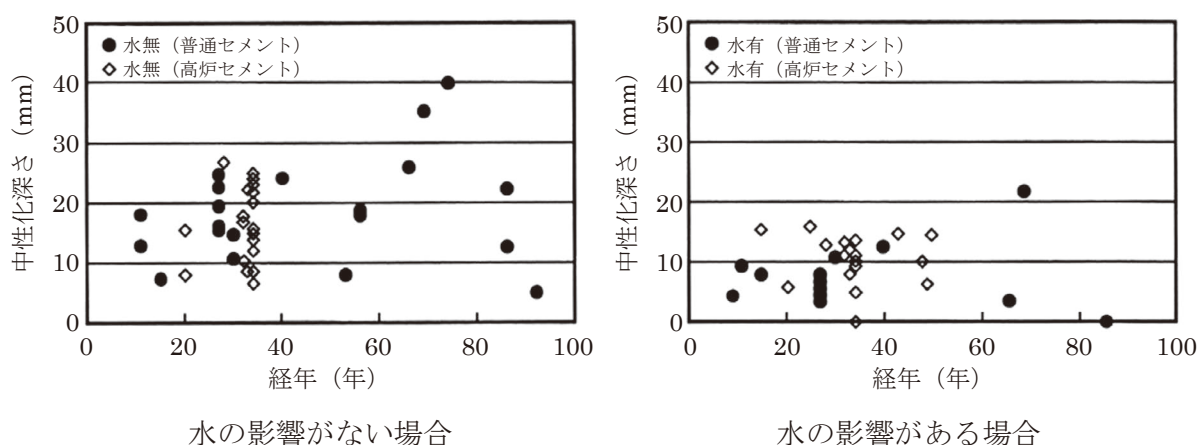 50
40
30
20
10
0
中性化深さ（mm）
● 水無（普通セメント）
◇ 水無（高炉セメント）
0 20 40 60 80 100
経年（年）
水の影響がない場合
50
40
30
20
10
0
中性化深さ（mm）
● 水有（普通セメント）
◇ 水有（高炉セメント）
0 20 40 60 80 100
経年（年）
水の影響がある場合